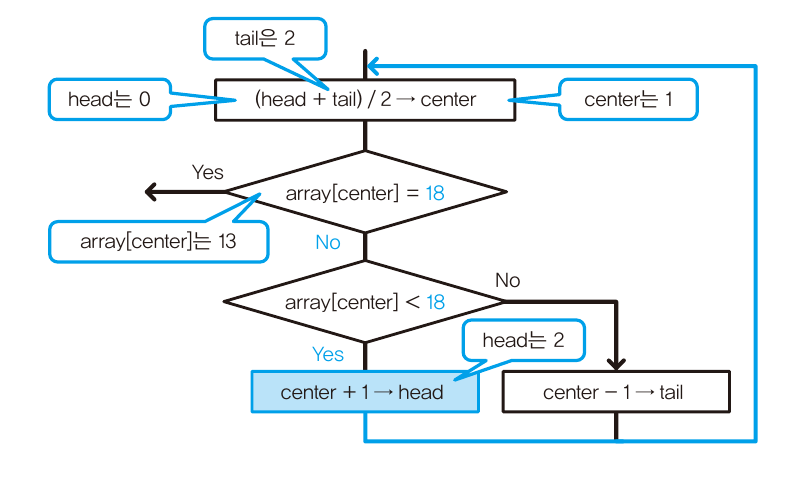 tail은 2
head는 0
(head + tail) / 2 → center
center는 1
Yes
array[center] = 18
array[center]는 13
No
array[center] < 18
No
head는 2
Yes
center + 1 → head
center − 1 → tail